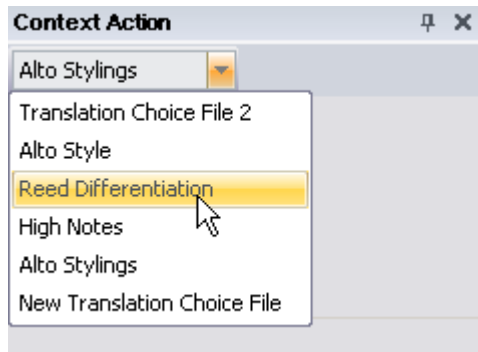 Context Action
Alto Stylings
Translation Choice File 2
Alto Style
Reed Differentiation
High Notes
Alto Stylings
New Translation Choice File